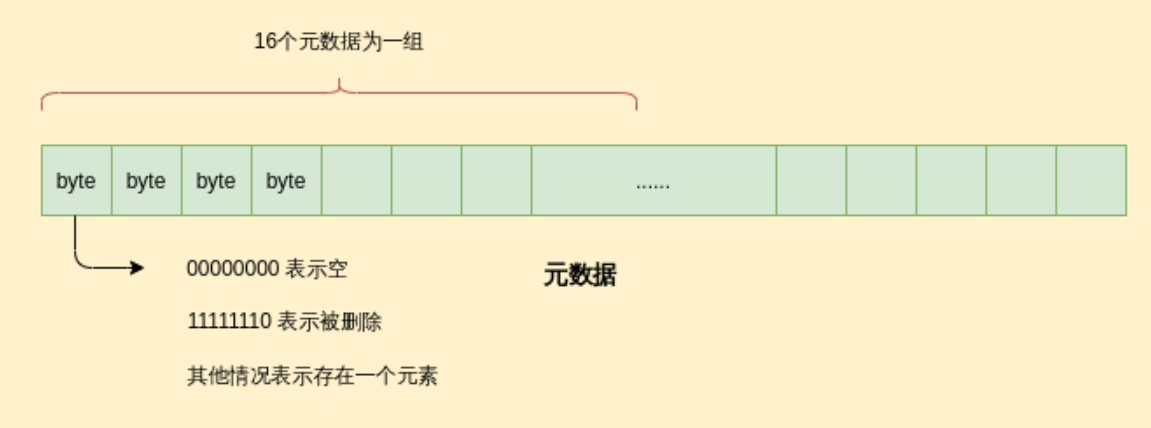 16个元数据为一组
byte byte byte byte ......
00000000 表示空
元数据
11111110 表示被删除
其他情况表示存在一个元素